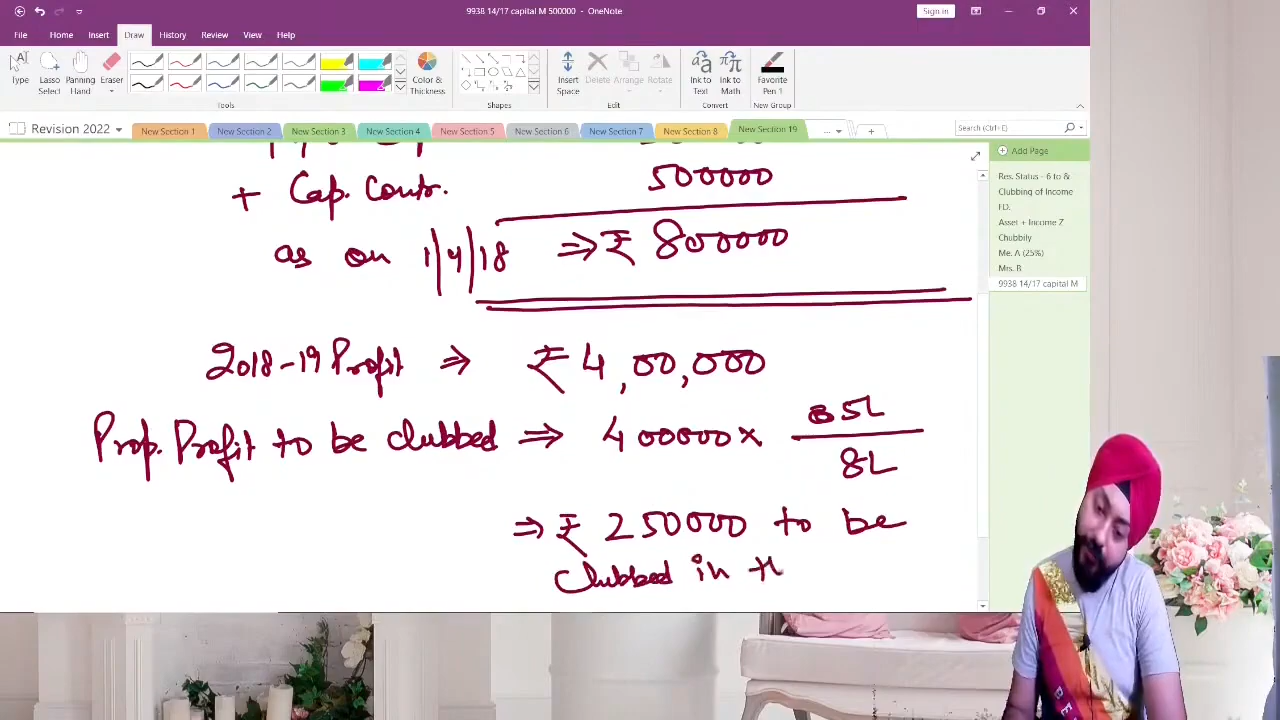 9938 14/17 capital M 500000 - OneNote
Sign in
File Home Insert Draw History Review View Help
Type Lasso Select Panning Hand Eraser Color & Thickness Insert Space Delete Arrange Rotate Ink to Text Ink to Math Favorite Pen 1
Tools Shapes Edit Convert New Group
Revision 2022 New Section 1 New Section 2 New Section 3 New Section 4 New Section 5 New Section 6 New Section 7 New Section 8 New Section 19 ... + Search (Ctrl+E)
+ Cap. Contr. 500000
as on 1/4/18 ⇒ ₹ 800000
2018-19 Profit ⇒ ₹ 4,00,000
Prop. Profit to be clubbed ⇒ 400000 × 5L
8L
⇒ ₹ 250000 to be
Clubbed in
Add Page
Res. Status - 6 to &
Clubbing of Income
FD.
Asset + Income Z
Chubbily
Me. A (25%)
Mrs. B
9938 14/17 capital M